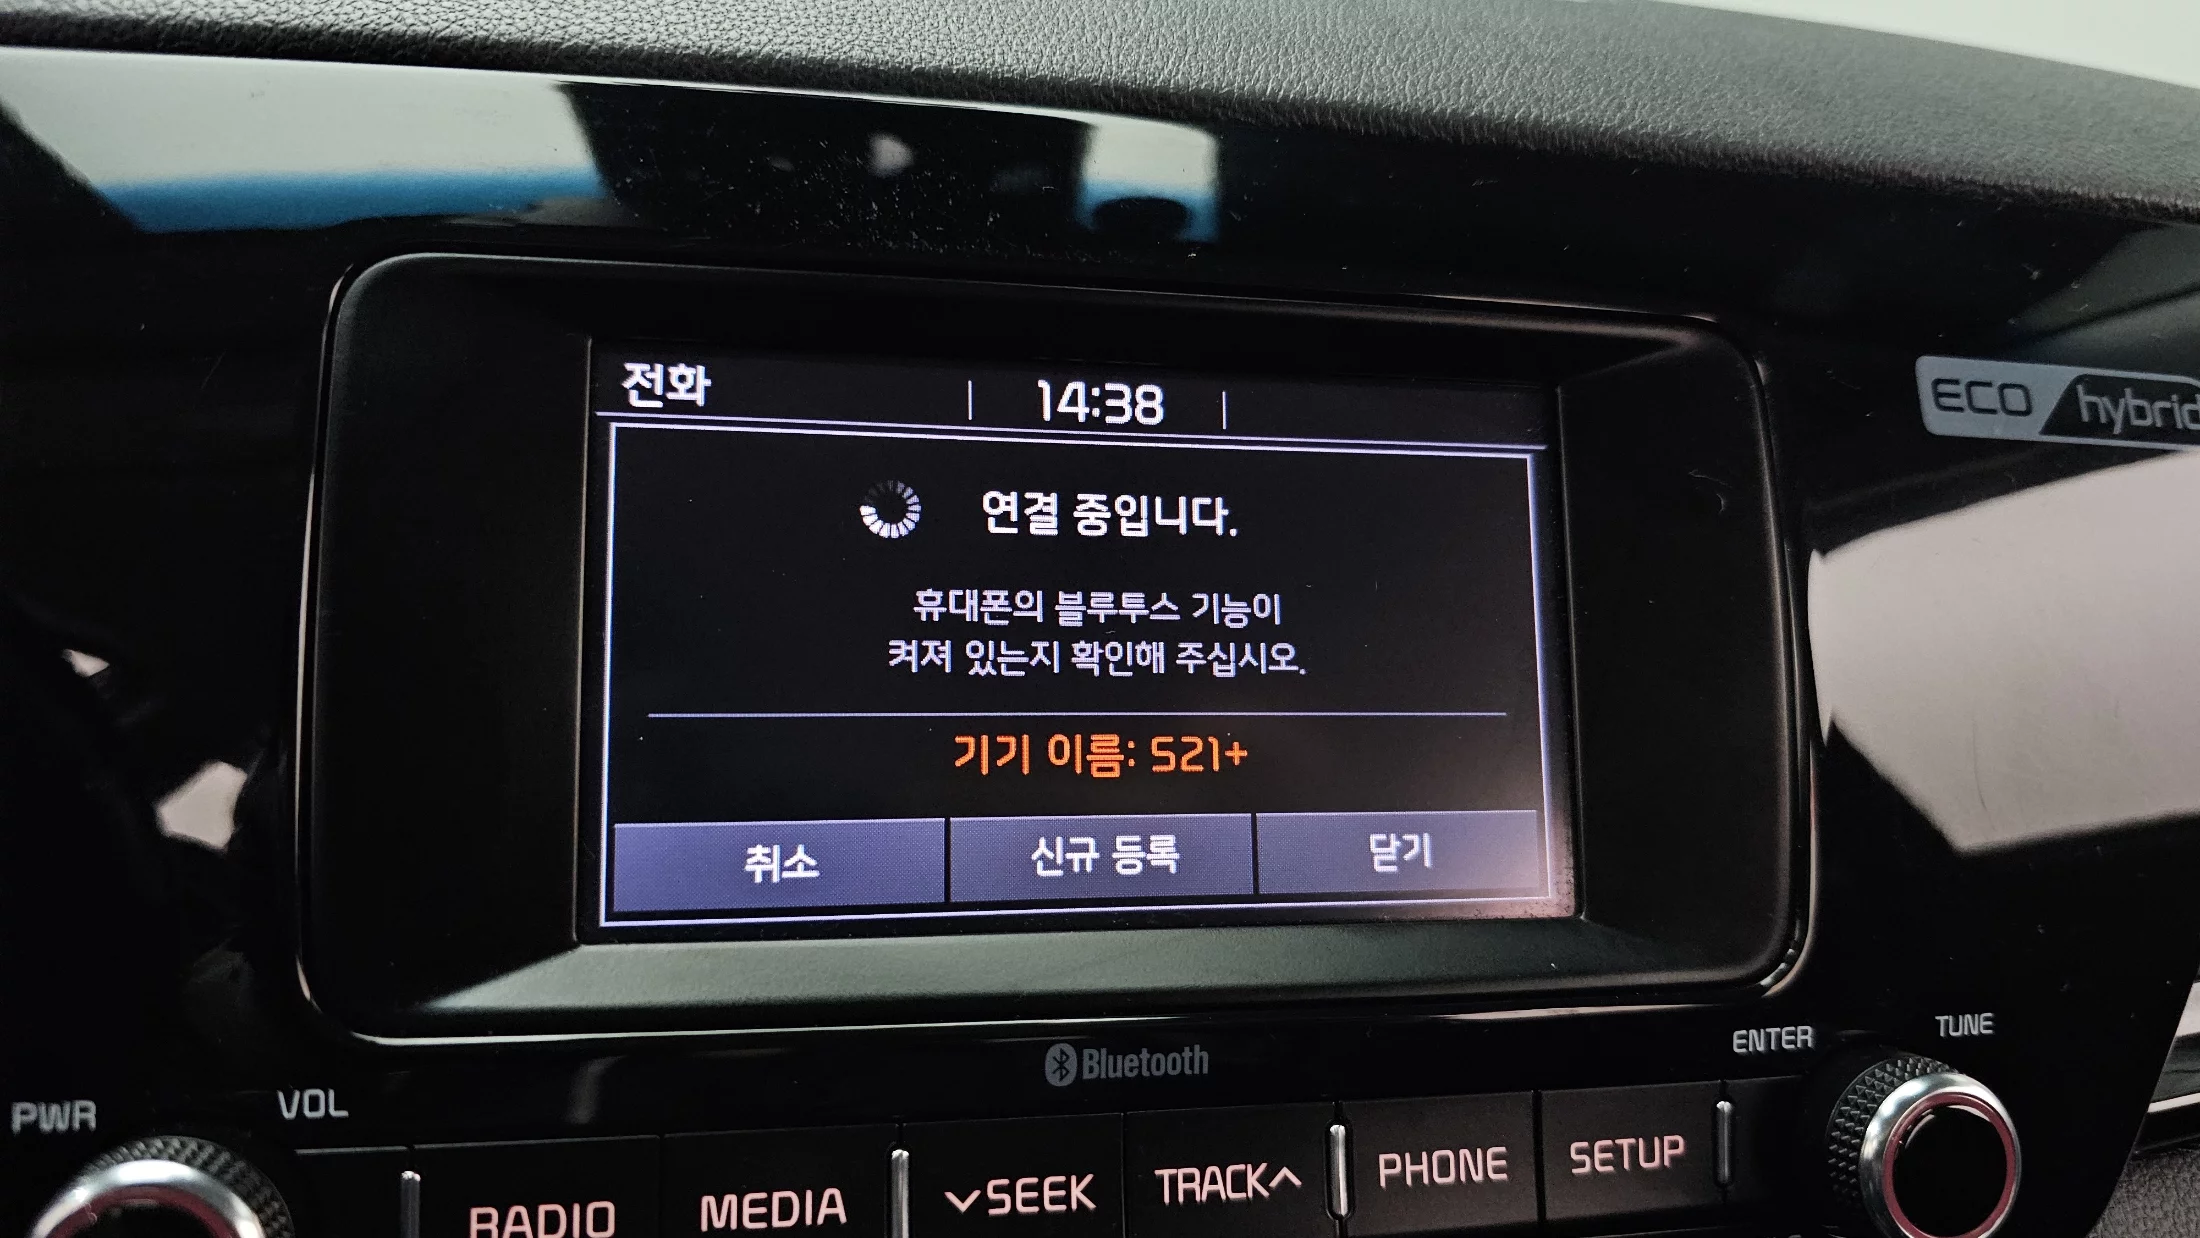 전화 14:38
연결 중입니다.
휴대폰의 블루투스 기능이
켜져 있는지 확인해 주십시오.
기기 이름: S21+
취소 신규 등록 닫기
ECO hybrid
Bluetooth
PWR VOL ENTER TUNE
RADIO MEDIA SEEK TRACK PHONE SETUP